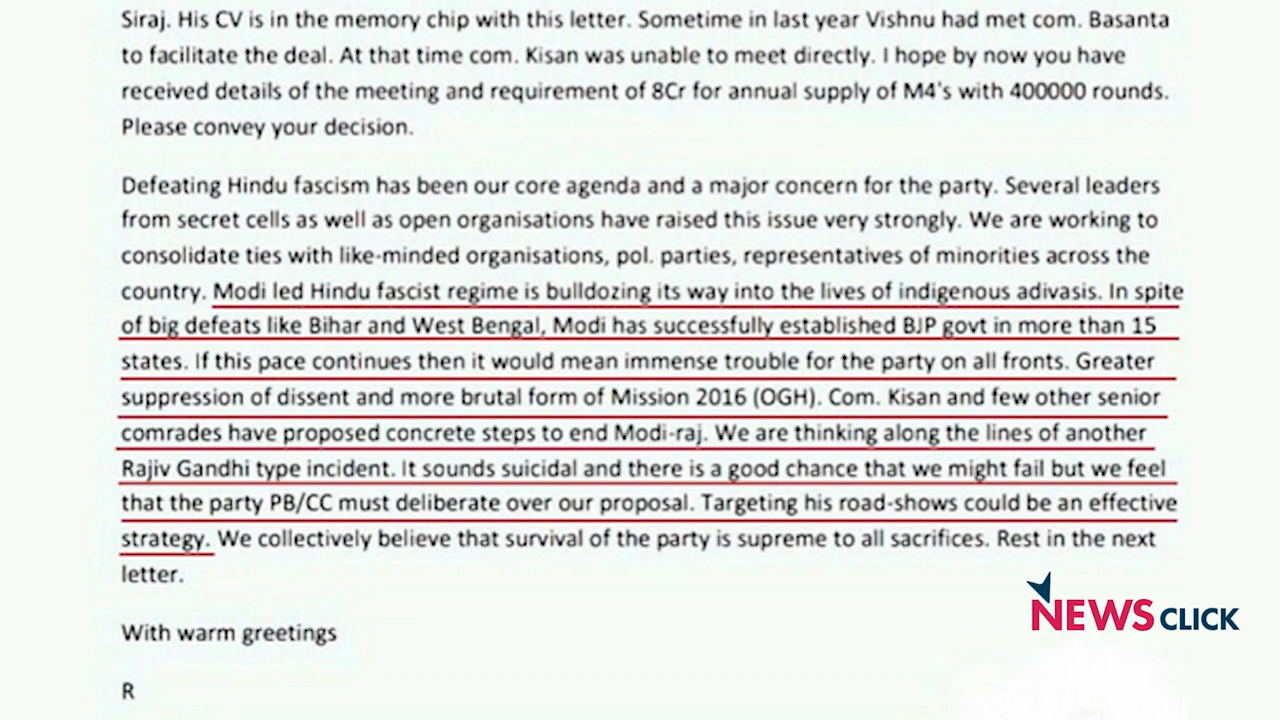 Siraj. His CV is in the memory chip with this letter. Sometime in last year Vishnu had met com. Basanta
to facilitate the deal. At that time com. Kisan was unable to meet directly. I hope by now you have
received details of the meeting and requirement of 8Cr for annual supply of M4's with 400000 rounds.
Please convey your decision.
Defeating Hindu fascism has been our core agenda and a major concern for the party. Several leaders
from secret cells as well as open organisations have raised this issue very strongly. We are working to
consolidate ties with like-minded organisations, pol. parties, representatives of minorities across the
country. Modi led Hindu fascist regime is bulldozing its way into the lives of indigenous adivasis. In spite
of big defeats like Bihar and West Bengal, Modi has successfully established BJP govt in more than 15
states. If this pace continues then it would mean immense trouble for the party on all fronts. Greater
suppression of dissent and more brutal form of Mission 2016 (OGH). Com. Kisan and few other senior
comrades have proposed concrete steps to end Modi-raj. We are thinking along the lines of another
Rajiv Gandhi type incident. It sounds suicidal and there is a good chance that we might fail but we feel
that the party PB/CC must deliberate over our proposal. Targeting his road-shows could be an effective
strategy. We collectively believe that survival of the party is supreme to all sacrifices. Rest in the next
letter.
With warm greetings
R
NEWSCLICK